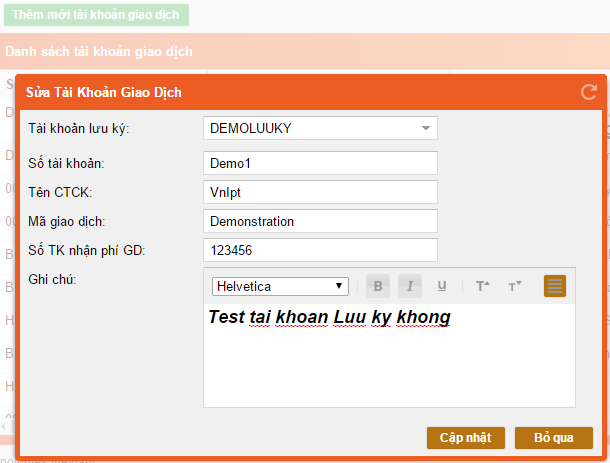 Thêm mới tài khoản giao dịch
Danh sách tài khoản giao dịch
Sửa Tài Khoản Giao Dịch
Tài khoản lưu ký: DEMOLUUKY
Số tài khoản: Demo1
Tên CTCK: Vnlpt
Mã giao dịch: Demonstration
Số TK nhận phí GD: 123456
Ghi chú:
Helvetica B I U T T
Test tai khoan Luu ky khong
Cập nhật Bỏ qua